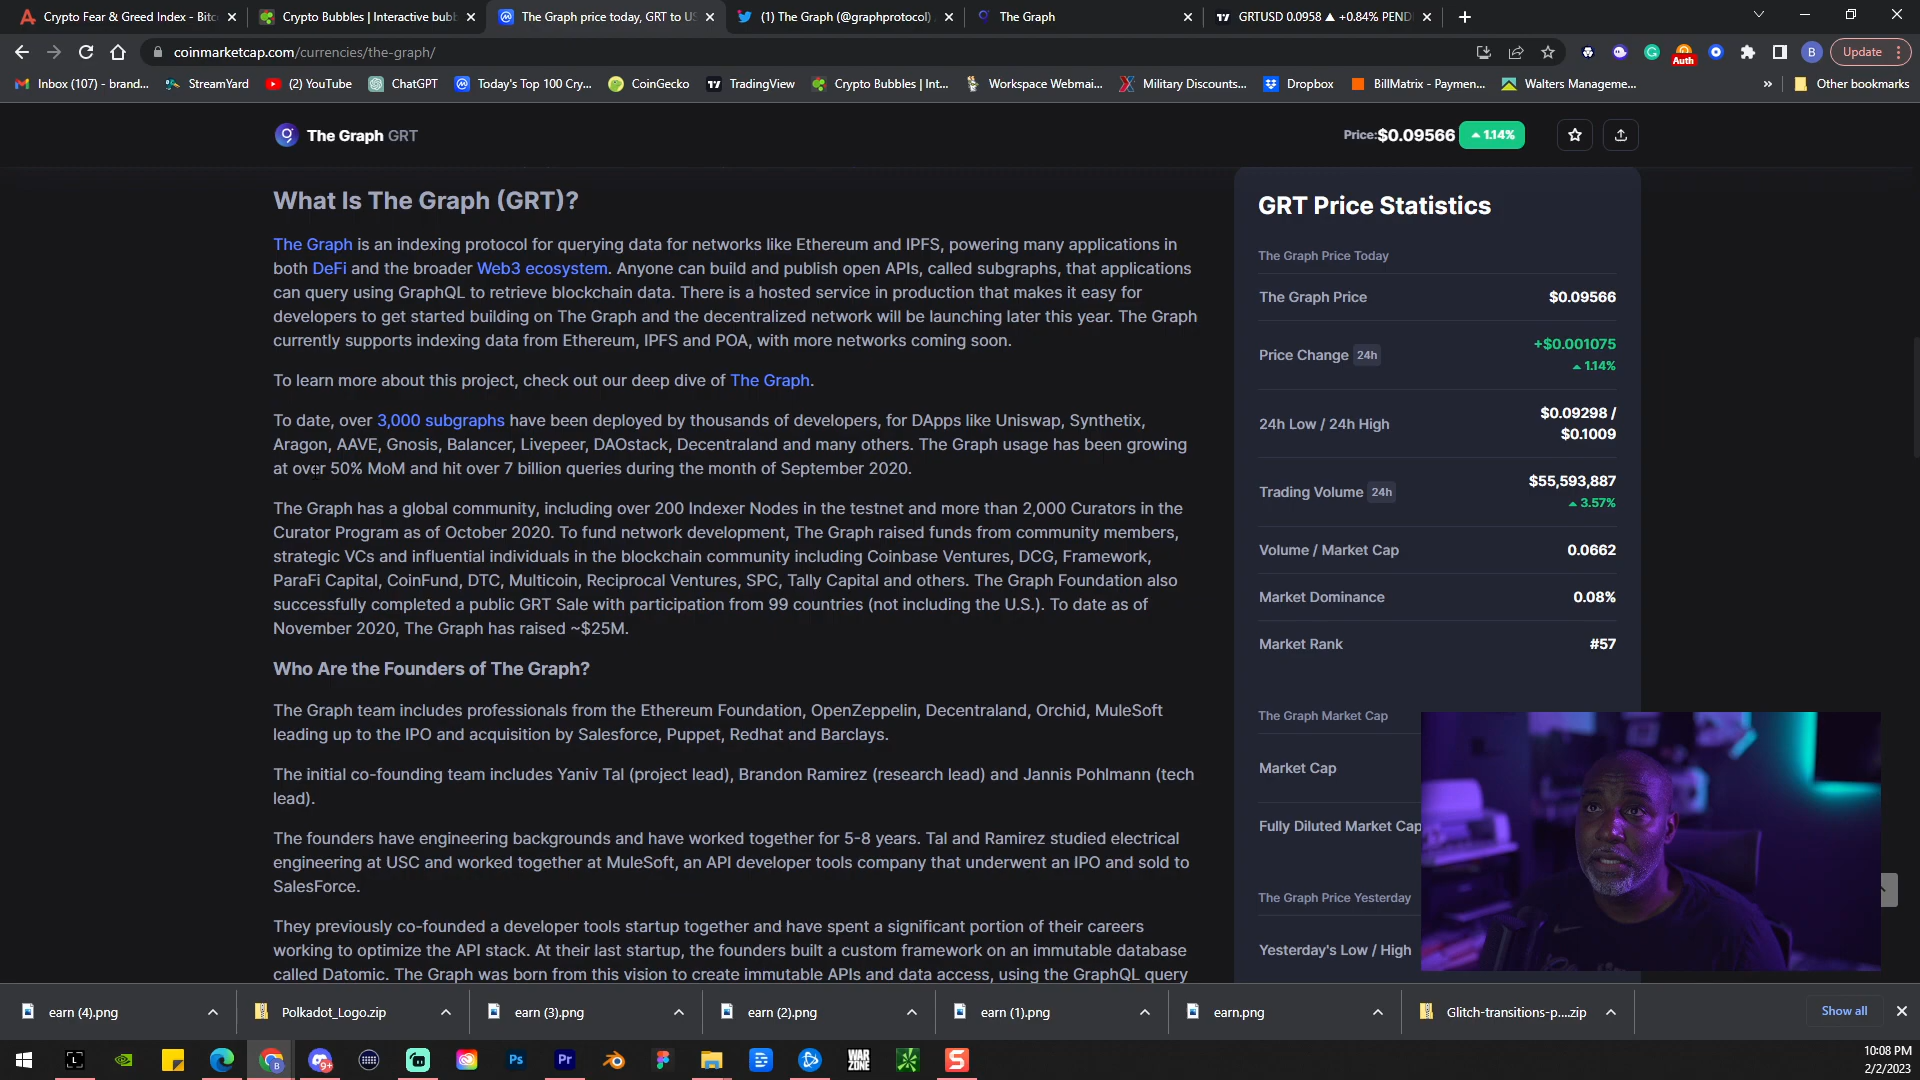 Crypto Fear & Greed Index - Bitc
Crypto Bubbles | Interactive bubb
The Graph price today, GRT to US
(1) The Graph (@graphprotocol)
The Graph
GRTUSD 0.0958 ▲ +0.84% PEND
coinmarketcap.com/currencies/the-graph/
Auth
B
Update
Inbox (107) - brand...
StreamYard
(2) YouTube
ChatGPT
Today's Top 100 Cry...
CoinGecko
TradingView
Crypto Bubbles | Int...
Workspace Webmai...
Military Discounts...
Dropbox
BillMatrix - Paymen...
Walters Manageme...
»
Other bookmarks
The Graph GRT
Price:$0.09566
1.14%
What Is The Graph (GRT)?
The Graph is an indexing protocol for querying data for networks like Ethereum and IPFS, powering many applications in
both DeFi and the broader Web3 ecosystem. Anyone can build and publish open APIs, called subgraphs, that applications
can query using GraphQL to retrieve blockchain data. There is a hosted service in production that makes it easy for
developers to get started building on The Graph and the decentralized network will be launching later this year. The Graph
currently supports indexing data from Ethereum, IPFS and POA, with more networks coming soon.
To learn more about this project, check out our deep dive of The Graph.
To date, over 3,000 subgraphs have been deployed by thousands of developers, for DApps like Uniswap, Synthetix,
Aragon, AAVE, Gnosis, Balancer, Livepeer, DAOstack, Decentraland and many others. The Graph usage has been growing
at over 50% MoM and hit over 7 billion queries during the month of September 2020.
The Graph has a global community, including over 200 Indexer Nodes in the testnet and more than 2,000 Curators in the
Curator Program as of October 2020. To fund network development, The Graph raised funds from community members,
strategic VCs and influential individuals in the blockchain community including Coinbase Ventures, DCG, Framework,
ParaFi Capital, CoinFund, DTC, Multicoin, Reciprocal Ventures, SPC, Tally Capital and others. The Graph Foundation also
successfully completed a public GRT Sale with participation from 99 countries (not including the U.S.). To date as of
November 2020, The Graph has raised ~$25M.
Who Are the Founders of The Graph?
The Graph team includes professionals from the Ethereum Foundation, OpenZeppelin, Decentraland, Orchid, MuleSoft
leading up to the IPO and acquisition by Salesforce, Puppet, Redhat and Barclays.
The initial co-founding team includes Yaniv Tal (project lead), Brandon Ramirez (research lead) and Jannis Pohlmann (tech
lead).
The founders have engineering backgrounds and have worked together for 5-8 years. Tal and Ramirez studied electrical
engineering at USC and worked together at MuleSoft, an API developer tools company that underwent an IPO and sold to
SalesForce.
They previously co-founded a developer tools startup together and have spent a significant portion of their careers
working to optimize the API stack. At their last startup, the founders built a custom framework on an immutable database
called Datomic. The Graph was born from this vision to create immutable APIs and data access, using the GraphQL query
GRT Price Statistics
The Graph Price Today
The Graph Price
$0.09566
Price Change 24h
+$0.001075
1.14%
24h Low / 24h High
$0.09298 /
$0.1009
Trading Volume 24h
$55,593,887
3.57%
Volume / Market Cap
0.0662
Market Dominance
0.08%
Market Rank
#57
The Graph Market Cap
Market Cap
Fully Diluted Market Cap
The Graph Price Yesterday
Yesterday's Low / High
earn (4).png
Polkadot_Logo.zip
earn (3).png
earn (2).png
earn (1).png
earn.png
Glitch-transitions-p....zip
Show all
9+
Ps
Pr
WAR
ZONE
S
10:08 PM
2/2/2023